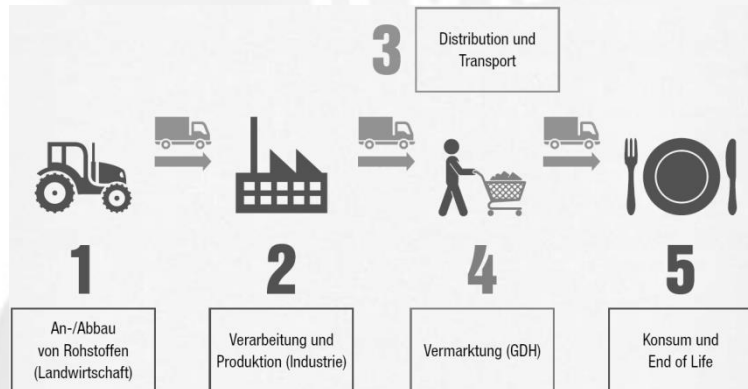 3
Distribution und
Transport
1
2
4
5
An-/Abbau
von Rohstoffen
(Landwirtschaft)
Verarbeitung und
Produktion (Industrie)
Vermarktung (GDH)
Konsum und
End of Life